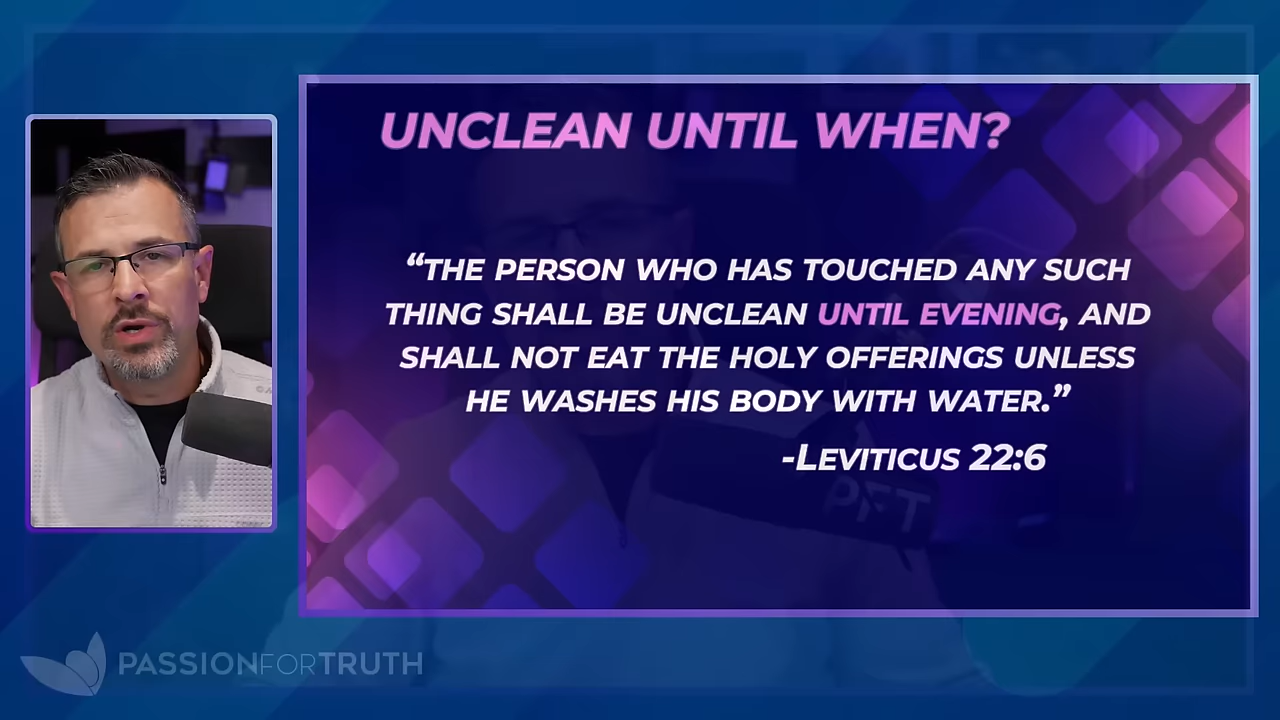 UNCLEAN UNTIL WHEN?
“THE PERSON WHO HAS TOUCHED ANY SUCH
THING SHALL BE UNCLEAN UNTIL EVENING, AND
SHALL NOT EAT THE HOLY OFFERINGS UNLESS
HE WASHES HIS BODY WITH WATER.”
-LEVITICUS 22:6
PFT
PASSIONFORTRUTH